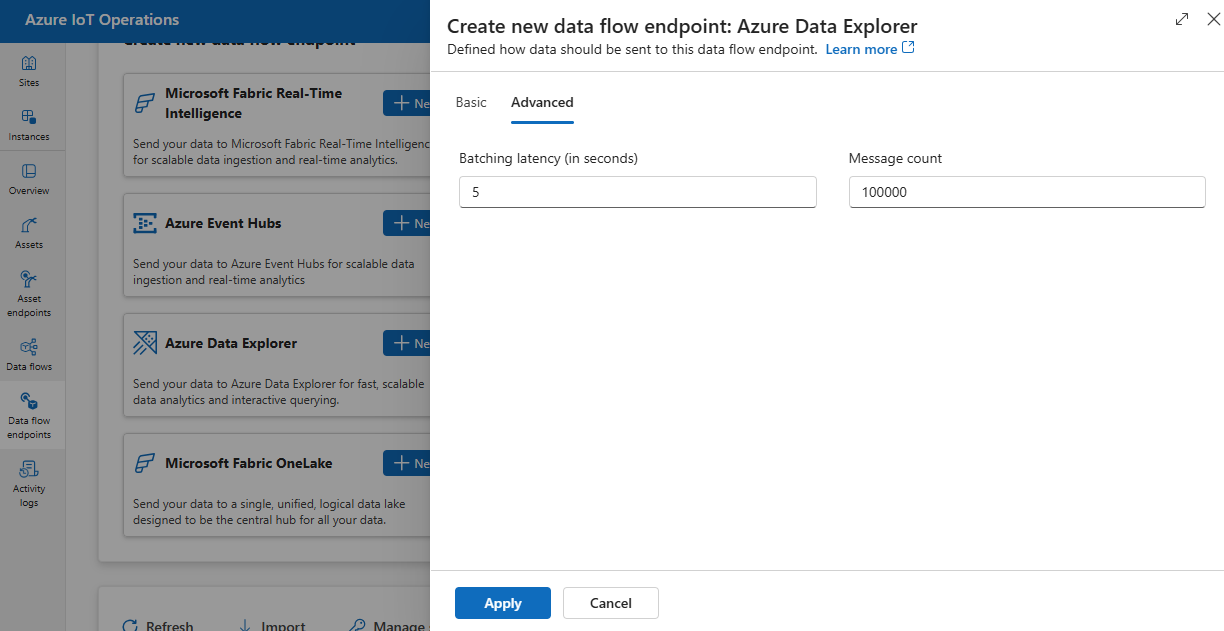 Azure IoT Operations
Sites
Instances
Overview
Assets
Asset
endpoints
Data flows
Data flow
endpoints
Activity
logs
Create new data flow endpoint
Microsoft Fabric Real-Time
Intelligence
Ne
Send your data to Microsoft Fabric Real-Time Intelligenc
for scalable data ingestion and real-time analytics.
Azure Event Hubs
Ne
Send your data to Azure Event Hubs for scalable data
ingestion and real-time analytics
Azure Data Explorer
Ne
Send your data to Azure Data Explorer for fast, scalable
data analytics and interactive querying.
Microsoft Fabric OneLake
Ne
Send your data to a single, unified, logical data lake
designed to be the central hub for all your data.
Refresh
Import
Manage
Create new data flow endpoint: Azure Data Explorer
Defined how data should be sent to this data flow endpoint. Learn more
Basic
Advanced
Batching latency (in seconds)
5
Message count
100000
Apply
Cancel